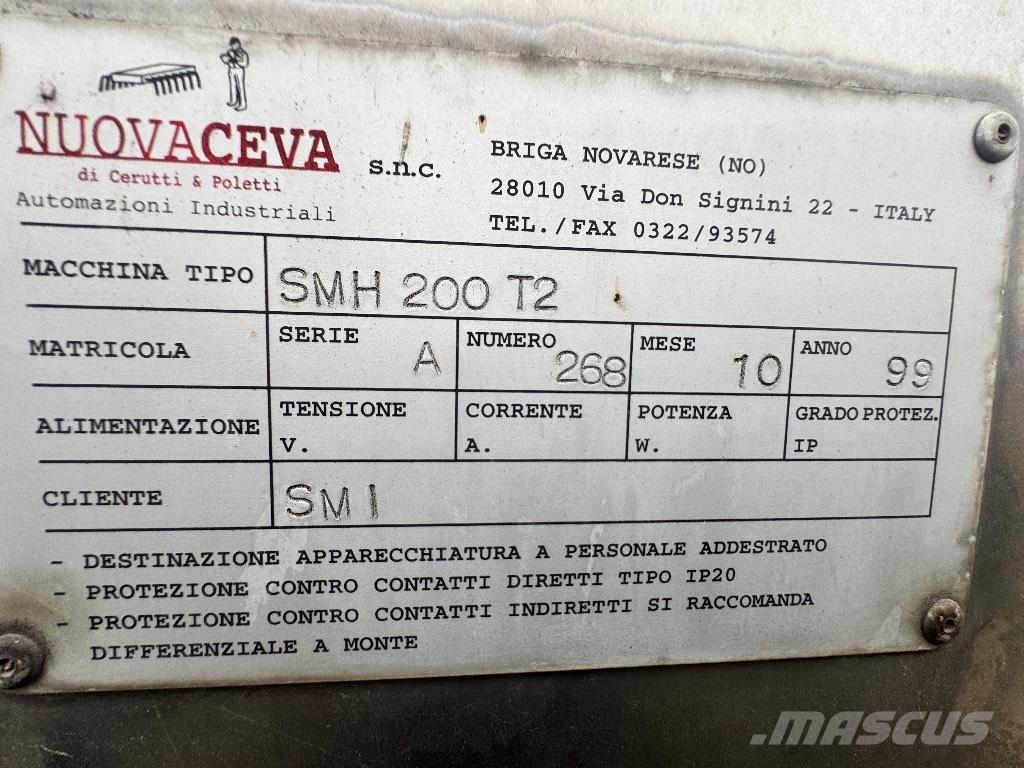 NUOVACEVA s.n.c.
di Cerutti & Poletti
Automazioni Industriali
BRIGA NOVARESE (NO)
28010 Via Don Signini 22 - ITALY
TEL./FAX 0322/93574
MACCHINA TIPO SMH 200 T2
MATRICOLA SERIE A NUMERO 268 MESE 10 ANNO 99
ALIMENTAZIONE TENSIONE V. CORRENTE A. POTENZA W. GRADO PROTEZ. IP
CLIENTE SMI
- DESTINAZIONE APPARECCHIATURA A PERSONALE ADDESTRATO
- PROTEZIONE CONTRO CONTATTI DIRETTI TIPO IP20
- PROTEZIONE CONTRO CONTATTI INDIRETTI SI RACCOMANDA
DIFFERENZIALE A MONTE
MASCUS